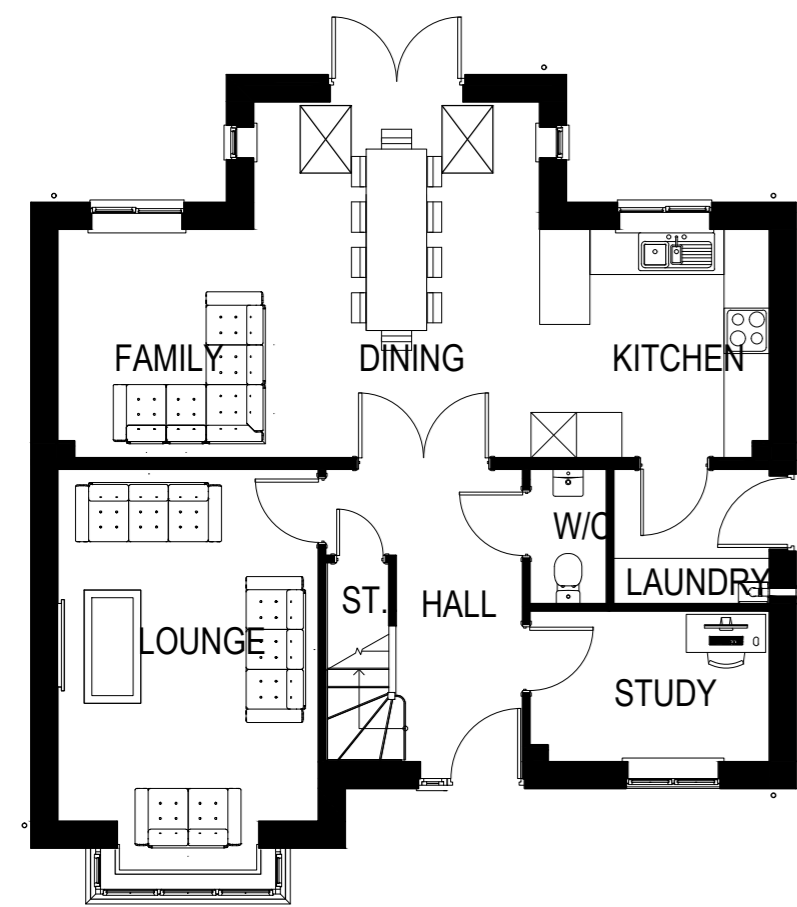 FAMILY
DINING
KITCHEN
W/C
LAUNDRY
ST.
HALL
LOUNGE
STUDY